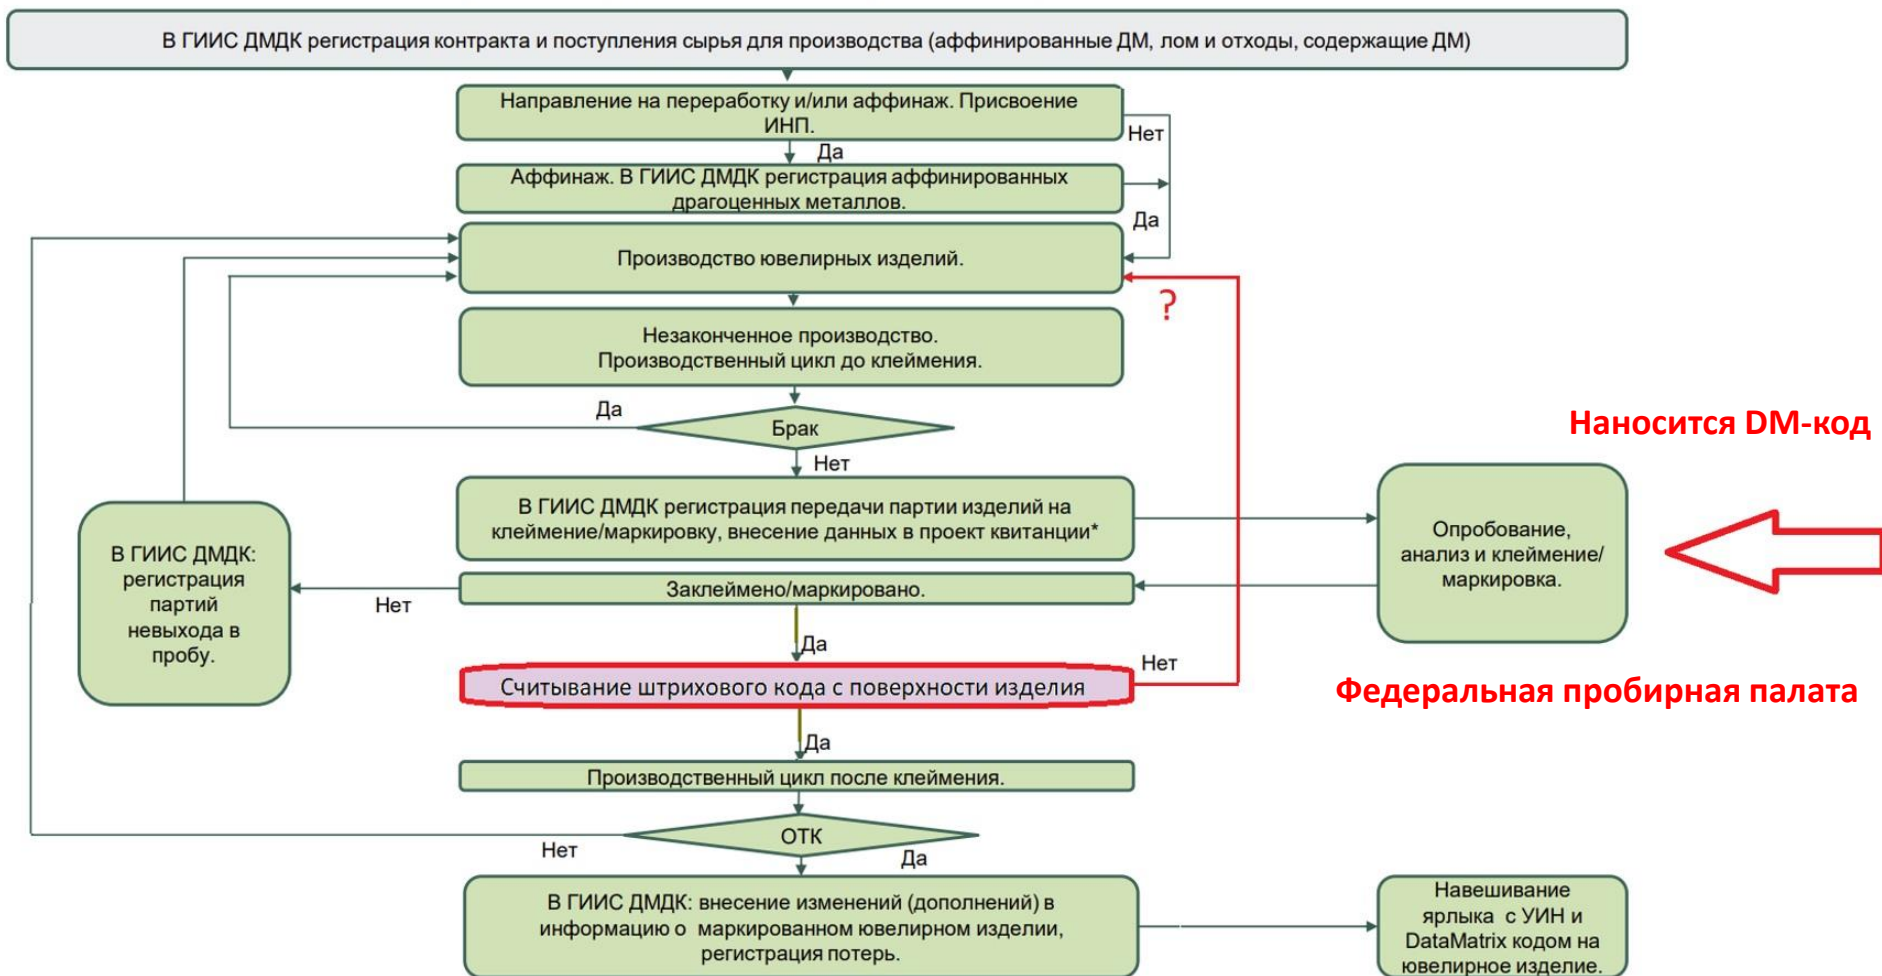 В ГИИС ДМДК регистрация контракта и поступления сырья для производства (аффинированные ДМ, лом и отходы, содержащие ДМ)
Направление на переработку и/или аффинаж. Присвоение
ИНП.
Нет
Да
Аффинаж. В ГИИС ДМДК регистрация аффинированных
драгоценных металлов.
Да
Производство ювелирных изделий.
?
Незаконченное производство.
Производственный цикл до клеймения.
Да
Брак
Нет
Наносится DM-код
В ГИИС ДМДК регистрация передачи партии изделий на
клеймение/маркировку, внесение данных в проект квитанции*
Опробование,
анализ и клеймение/
маркировка.
В ГИИС ДМДК:
регистрация
партий
невыхода в
пробу.
Заклеймено/маркировано.
Нет
Да
Нет
Считывание штрихового кода с поверхности изделия
Федеральная пробирная палата
Да
Производственный цикл после клеймения.
ОТК
Нет
Да
В ГИИС ДМДК: внесение изменений (дополнений) в
информацию о маркированном ювелирном изделии,
регистрация потерь.
Навешивание
ярлыка с УИН и
DataMatrix кодом на
ювелирное изделие.